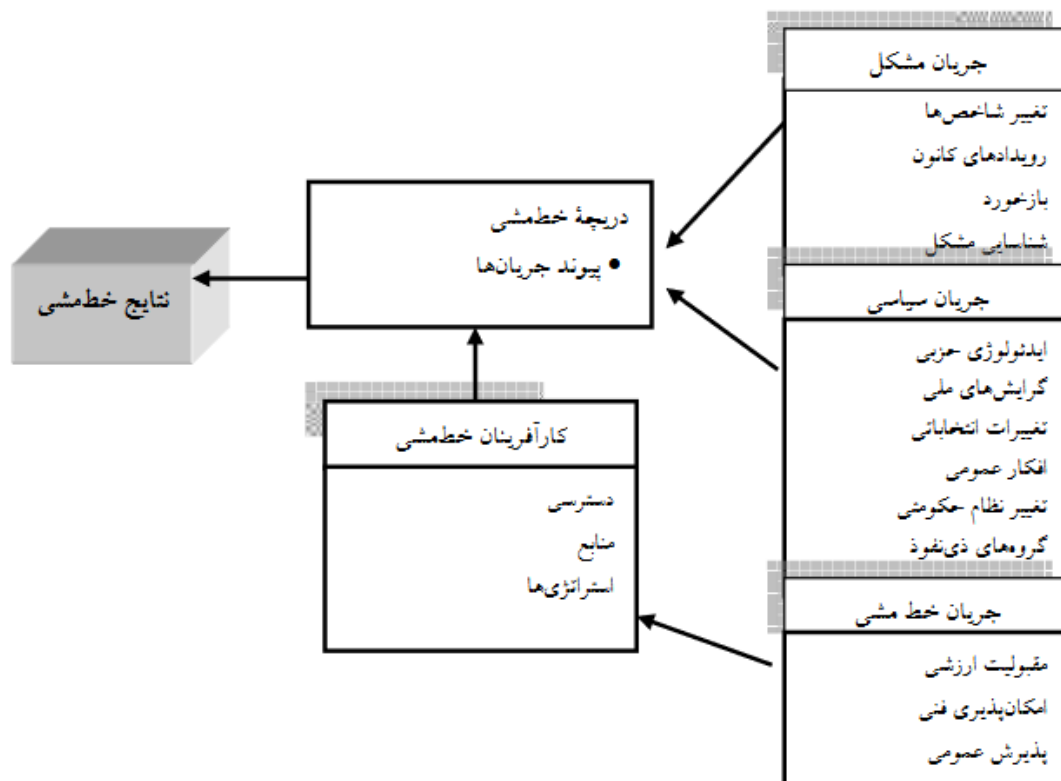 جریان مشکل
تغییر شاخص‌ها
رویدادهای کانون
بازخورد
شناسایی مشکل
جریان سیاسی
ایدئولوژی حزبی
گرایش‌های ملی
تغییرات انتخاباتی
افکار عمومی
تغییر نظام حکومتی
گروه‌های ذی‌نفوذ
جریان خط مشی
مقبولیت ارزشی
امکان‌پذیری فنی
پذیرش عمومی
دریچهٔ خط‌مشی
• پیوند جریان‌ها
کارآفرینان خط‌مشی
دسترسی
منابع
استراتژی‌ها
نتایج خط‌مشی